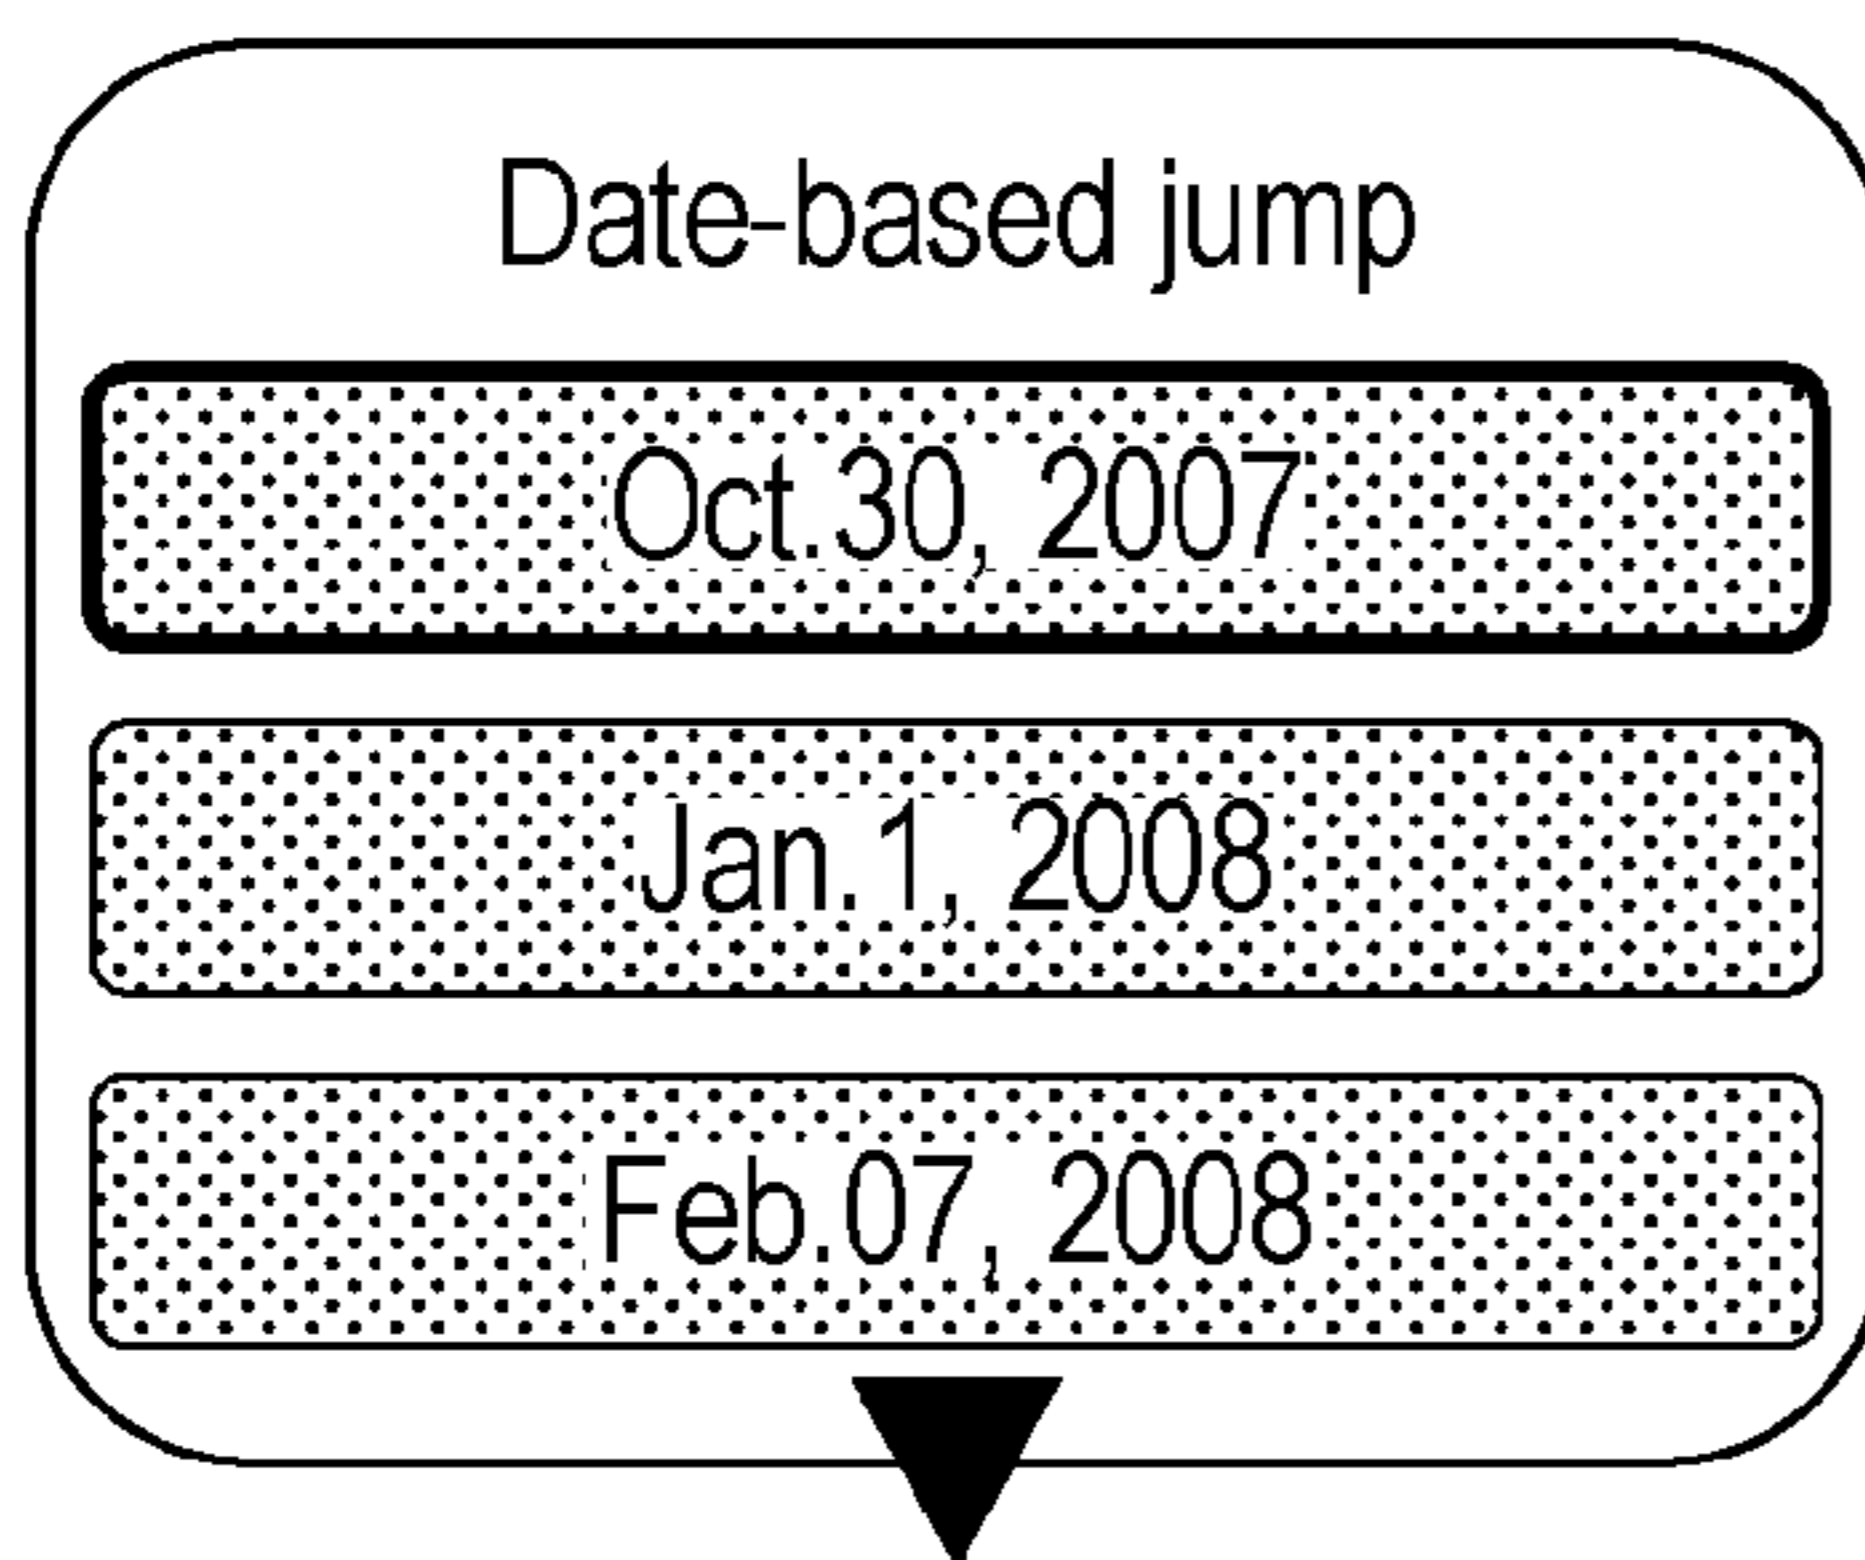 Date-based jump
Oct.30, 2007
Jan.1, 2008
Feb.07, 2008